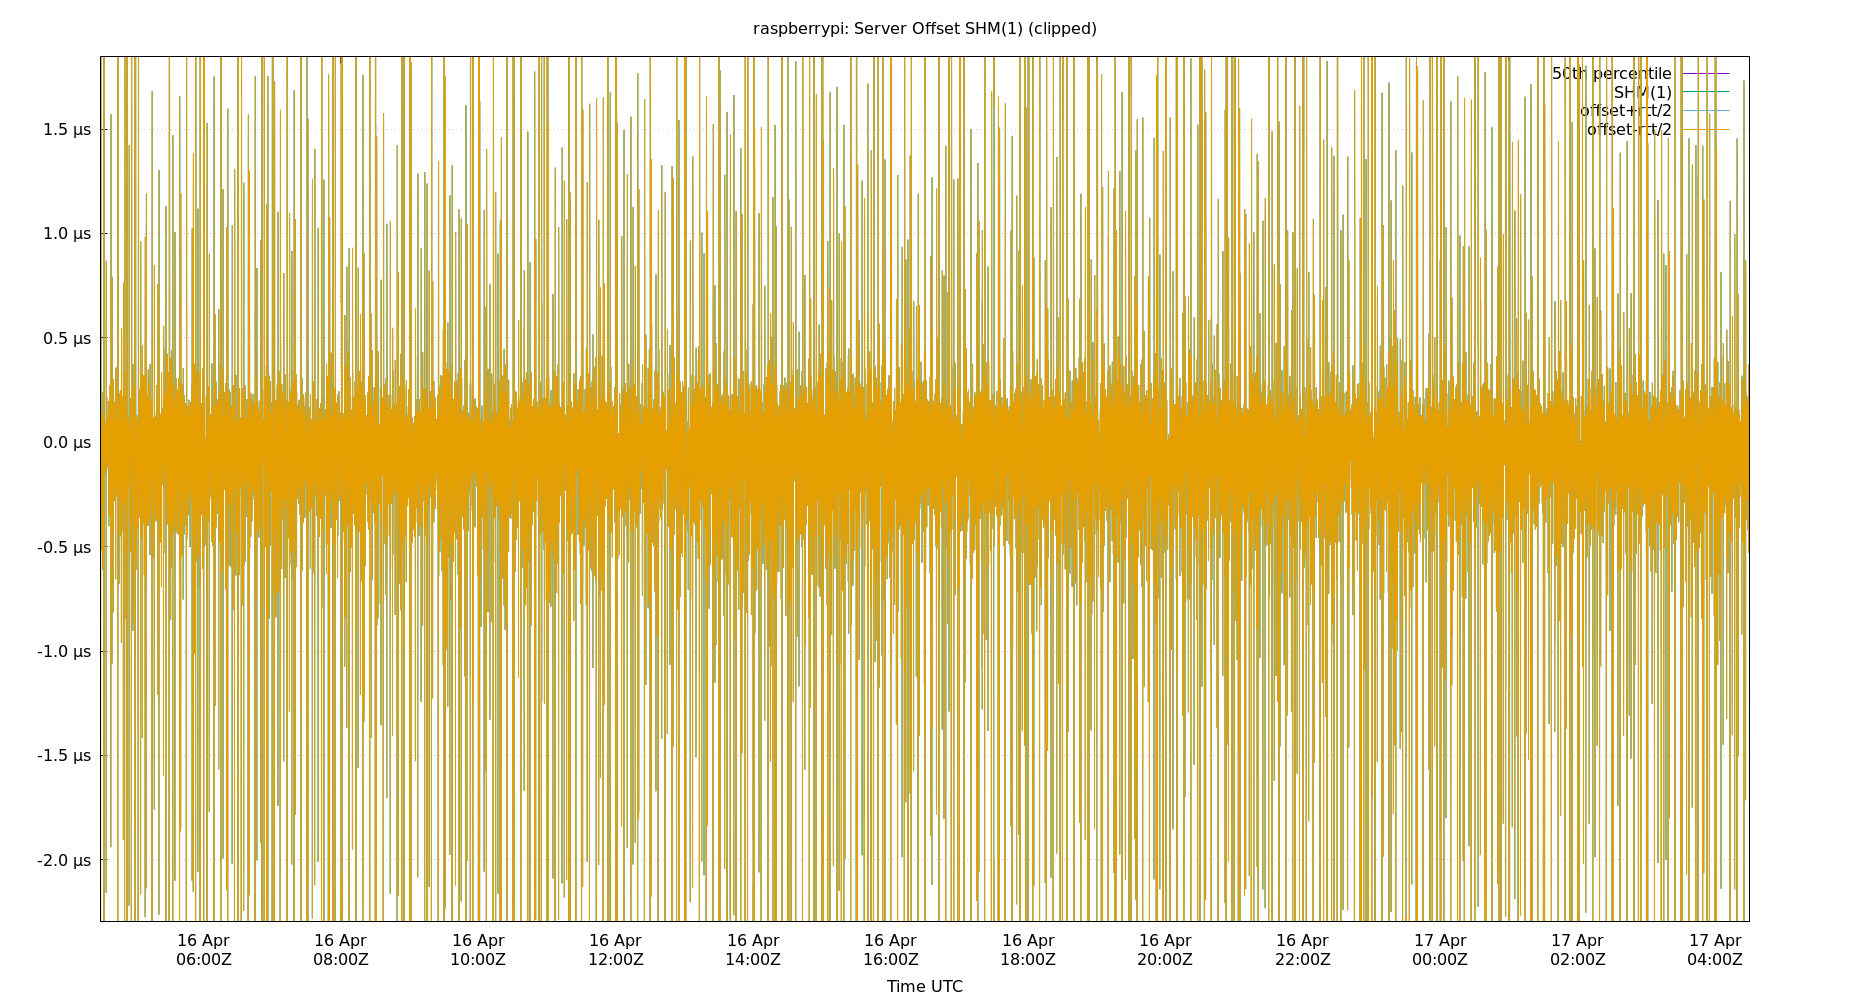 raspberrypi: Server Offset SHM(1) (clipped)
50th percentile
SHM(1)
offset+rtt/2
offset-rtt/2
1.5 µs
1.0 µs
0.5 µs
0.0 µs
-0.5 µs
-1.0 µs
-1.5 µs
-2.0 µs
16 Apr 16 Apr 16 Apr 16 Apr 16 Apr 16 Apr 16 Apr 16 Apr 16 Apr 17 Apr 17 Apr 17 Apr
06:00Z 08:00Z 10:00Z 12:00Z 14:00Z 16:00Z 18:00Z 20:00Z 22:00Z 00:00Z 02:00Z 04:00Z
Time UTC